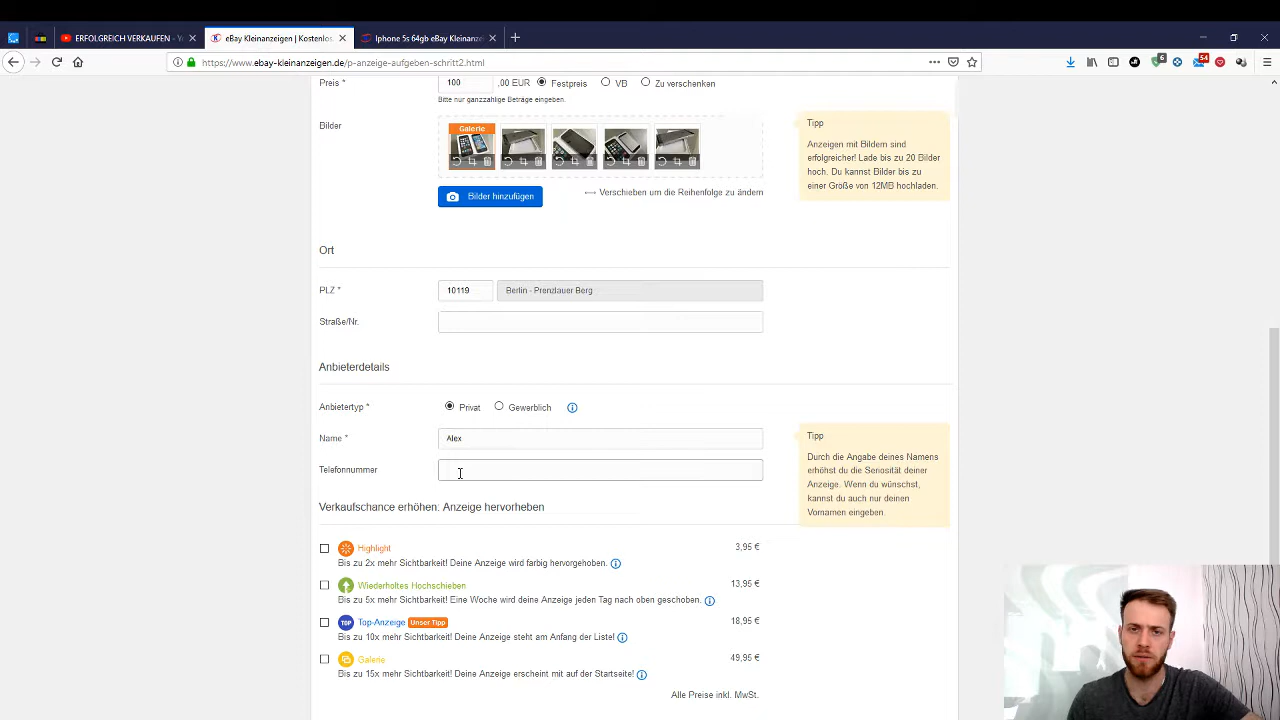 ERFOLGREICH VERKAUFEN - Y
eBay Kleinanzeigen | Kostenlos.
Iphone 5s 64gb eBay Kleinanze
https://www.ebay-kleinanzeigen.de/p-anzeige-aufgeben-schritt2.html
6
54
Preis *
100
,00 EUR
Festpreis
VB
Zu verschenken
Bitte nur ganzzahlige Beträge eingeben.
Bilder
Galerie
Bilder hinzufügen
Verschieben um die Reihenfolge zu ändern
Tipp
Anzeigen mit Bildern sind
erfolgreicher! Lade bis zu 20 Bilder
hoch. Du kannst Bilder bis zu
einer Größe von 12MB hochladen.
Ort
PLZ *
10119
Berlin - Prenzlauer Berg
Straße/Nr.
Anbieterdetails
Anbietertyp *
Privat
Gewerblich
Name *
Alex
Telefonnummer
Tipp
Durch die Angabe deines Namens
erhöhst du die Seriosität deiner
Anzeige. Wenn du wünschst,
kannst du auch nur deinen
Vornamen eingeben.
Verkaufschance erhöhen: Anzeige hervorheben
Highlight
3,95 €
Bis zu 2x mehr Sichtbarkeit! Deine Anzeige wird farbig hervorgehoben.
Wiederholtes Hochschieben
13,95 €
Bis zu 5x mehr Sichtbarkeit! Eine Woche wird deine Anzeige jeden Tag nach oben geschoben.
TOP
Top-Anzeige
Unser Tipp
18,95 €
Bis zu 10x mehr Sichtbarkeit! Deine Anzeige steht am Anfang der Liste!
Galerie
49,95 €
Bis zu 15x mehr Sichtbarkeit! Deine Anzeige erscheint mit auf der Startseite!
Alle Preise inkl. MwSt.